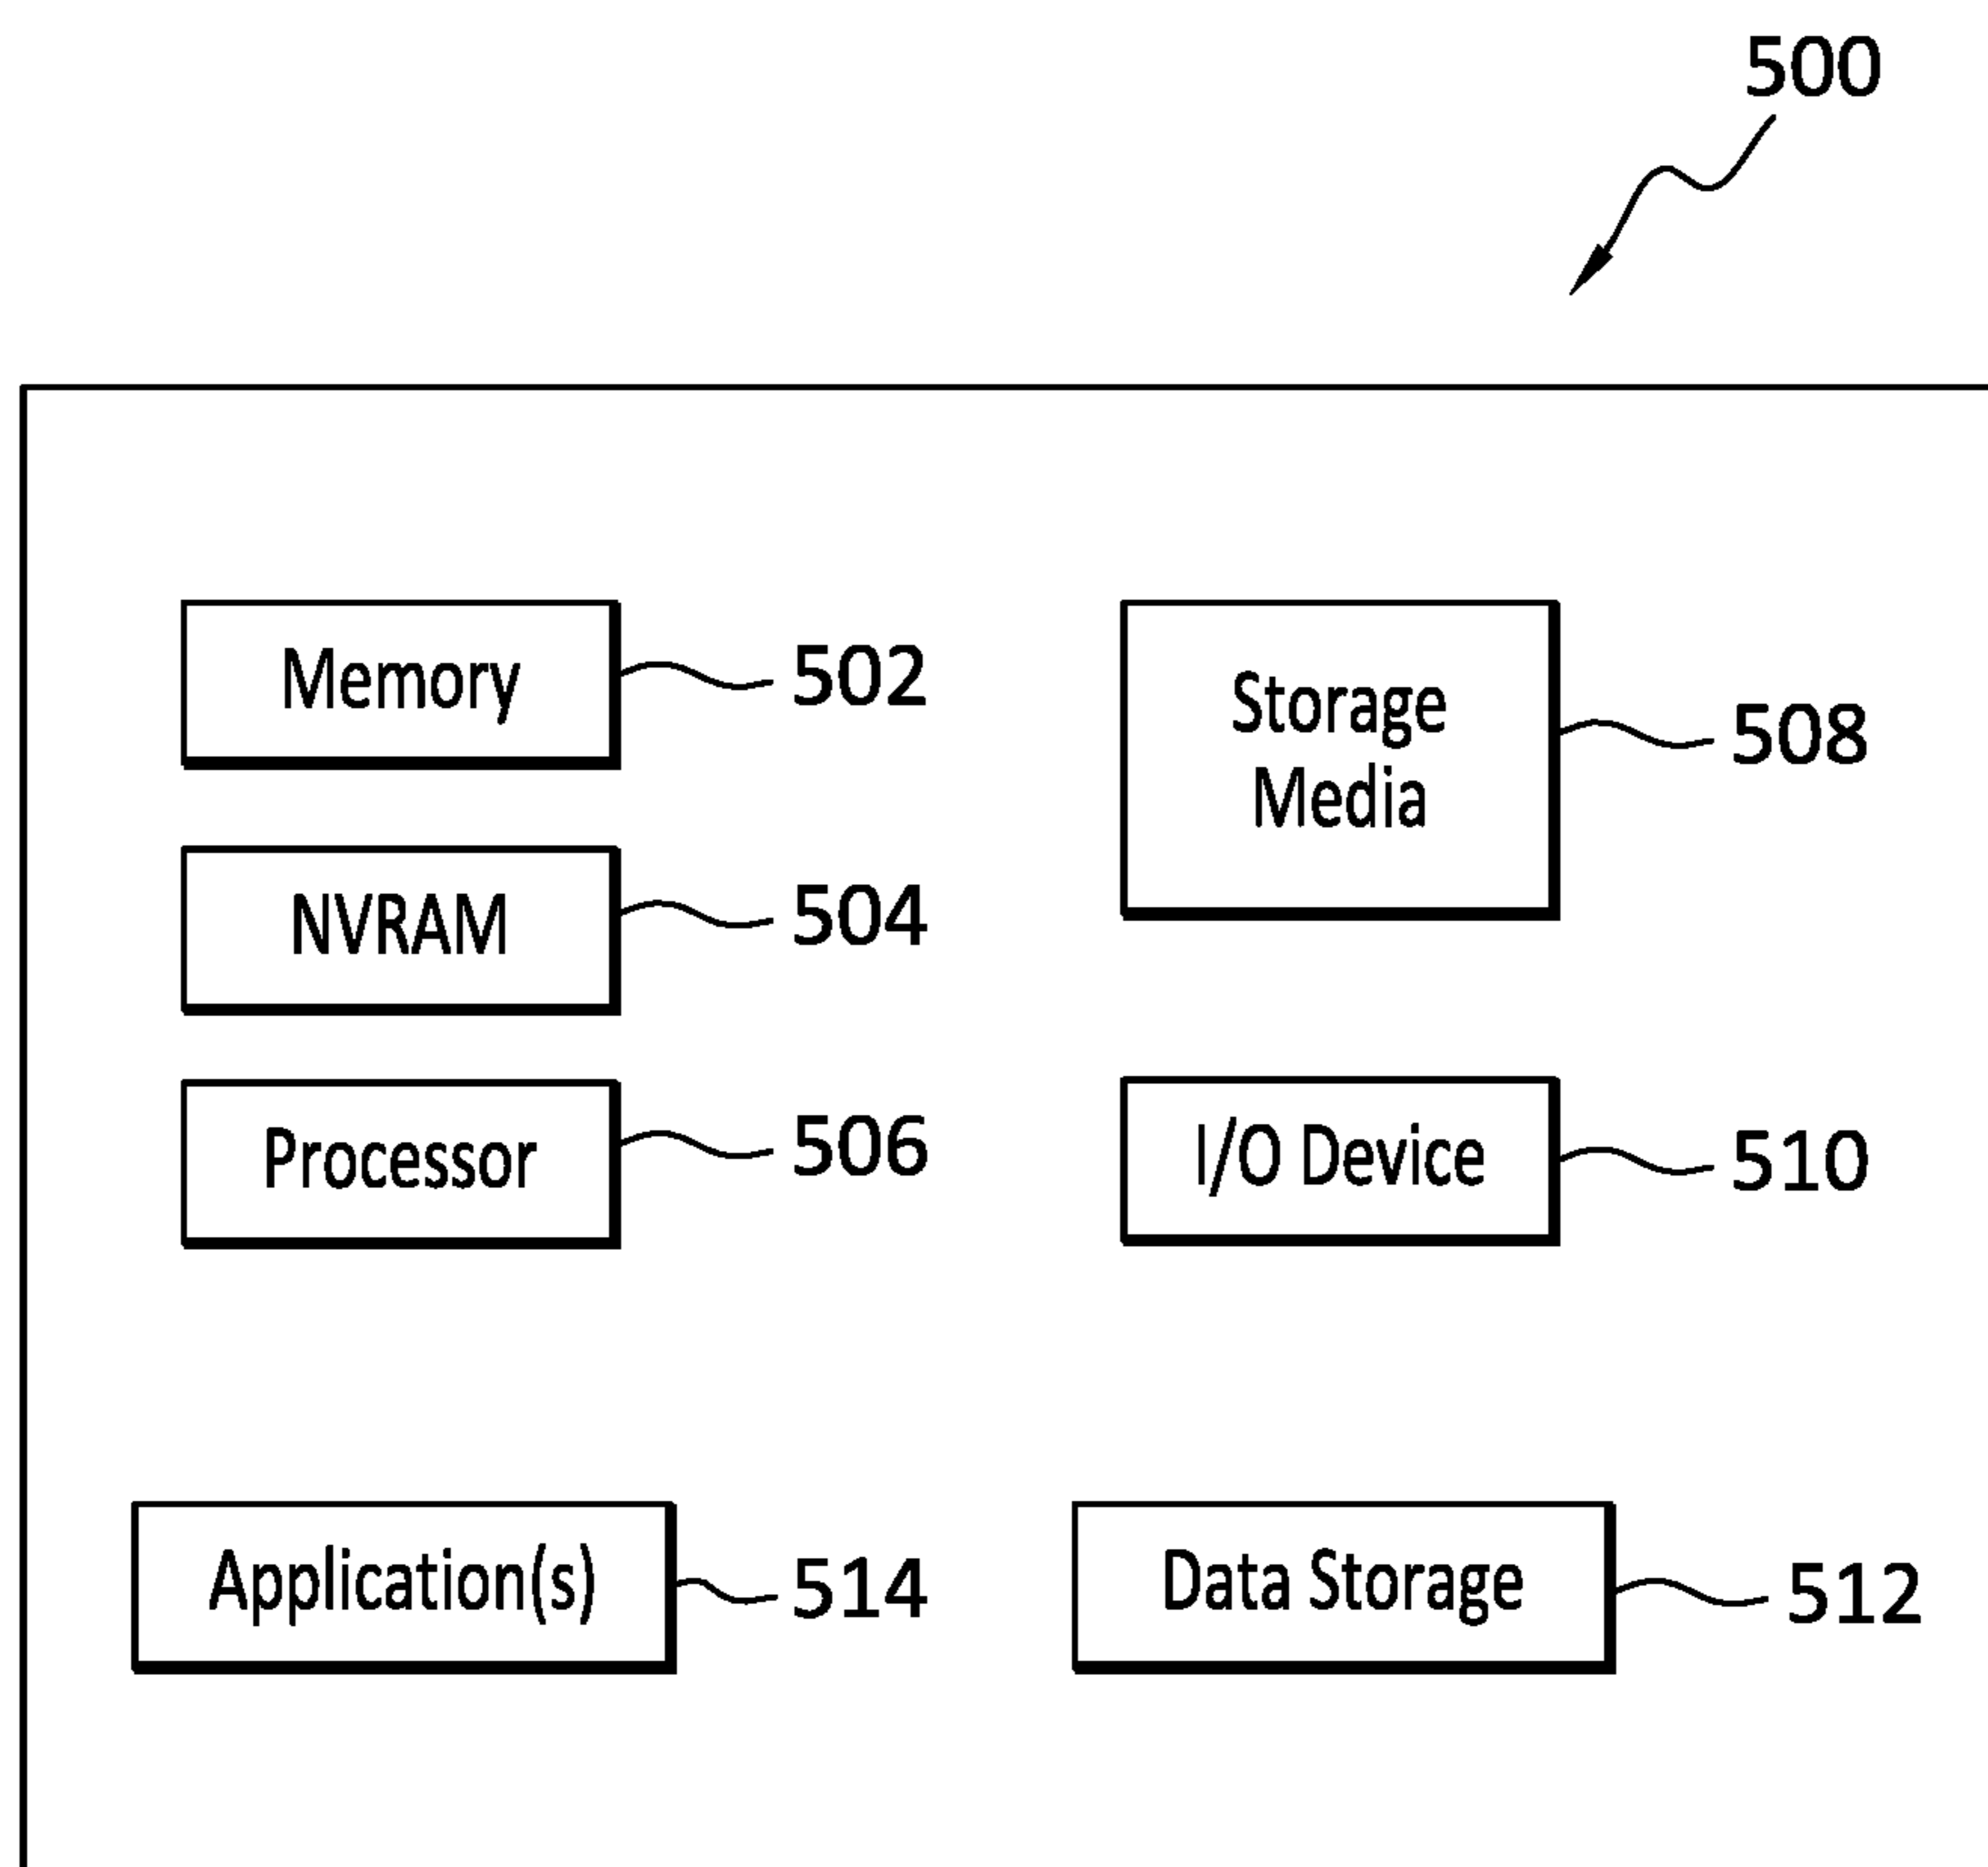 500
Memory 502
Storage
Media
508
NVRAM 504
Processor 506
I/O Device 510
Application(s) 514
Data Storage 512